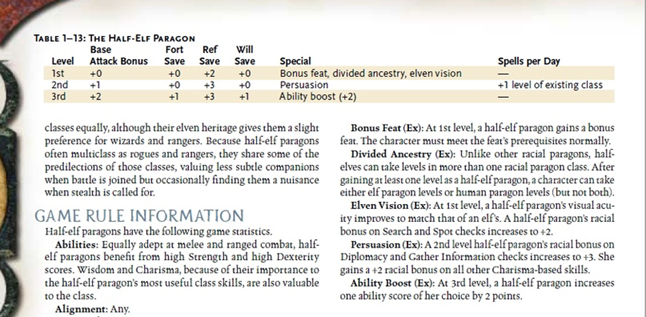 TABLE 1–13: THE HALF-ELF PARAGON
Base Fort Ref Will
Level Attack Bonus Save Save Save Special Spells per Day
1st +0 +0 +2 +0 Bonus feat, divided ancestry, elven vision —
2nd +1 +0 +3 +0 Persuasion +1 level of existing class
3rd +2 +1 +3 +1 Ability boost (+2) —
classes equally, although their elven heritage gives them a slight
preference for wizards and rangers. Because half-elf paragons
often multiclass as rogues and rangers, they share some of the
predilections of those classes, valuing less subtle companions
when battle is joined but occasionally finding them a nuisance
when stealth is called for.
GAME RULE INFORMATION
Half-elf paragons have the following game statistics.
Abilities: Equally adept at melee and ranged combat, half-
elf paragons benefit from high Strength and high Dexterity
scores. Wisdom and Charisma, because of their importance to
the half-elf paragon's most useful class skills, are also valuable
to the class.
Alignment: Any.
Bonus Feat (Ex): At 1st level, a half-elf paragon gains a bonus
feat. The character must meet the feat's prerequisites normally.
Divided Ancestry (Ex): Unlike other racial paragons, half-
elves can take levels in more than one racial paragon class. After
gaining at least one level as a half-elf paragon, a character can take
either elf paragon levels or human paragon levels (but not both).
Elven Vision (Ex): At 1st level, a half-elf paragon's visual acu-
ity improves to match that of an elf's. A half-elf paragon's racial
bonus on Search and Spot checks increases to +2.
Persuasion (Ex): A 2nd level half-elf paragon's racial bonus on
Diplomacy and Gather Information checks increases to +3. She
gains a +2 racial bonus on all other Charisma-based skills.
Ability Boost (Ex): At 3rd level, a half-elf paragon increases
one ability score of her choice by 2 points.